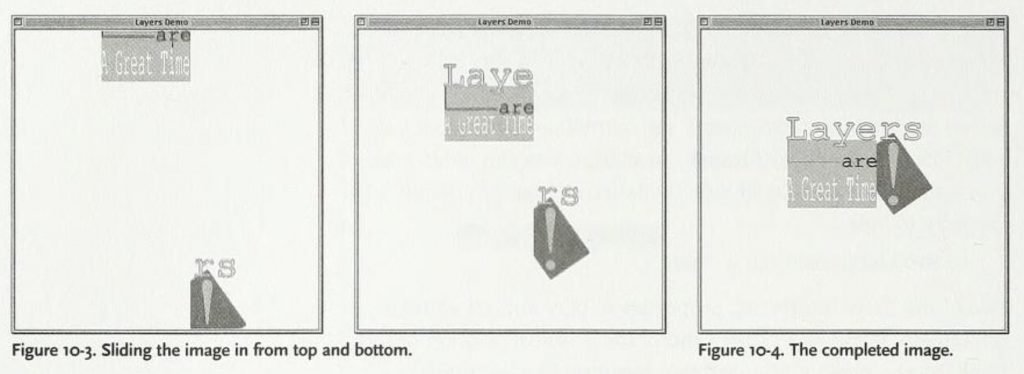 Layers Demo
are
A Great Time
rs
Layers Demo
Laye
are
A Great Time
rs
Layers Demo
Layers
are
A Great Time
!
Figure 10-3. Sliding the image in from top and bottom.
Figure 10-4. The completed image.